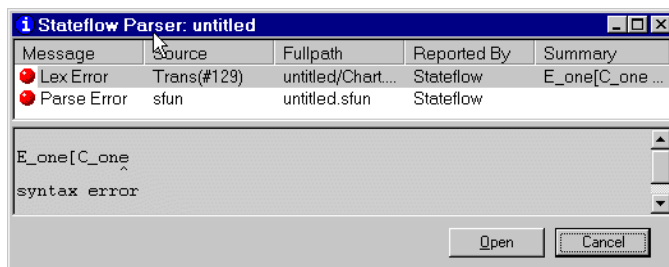 Stateflow Parser: untitled
Message Source Fullpath Reported By Summary
Lex Error Trans(#129) untitled/Chart.... Stateflow E_one[C_one ...
Parse Error sfun untitled.sfun Stateflow
E_one[C_one
^
syntax error
Open Cancel